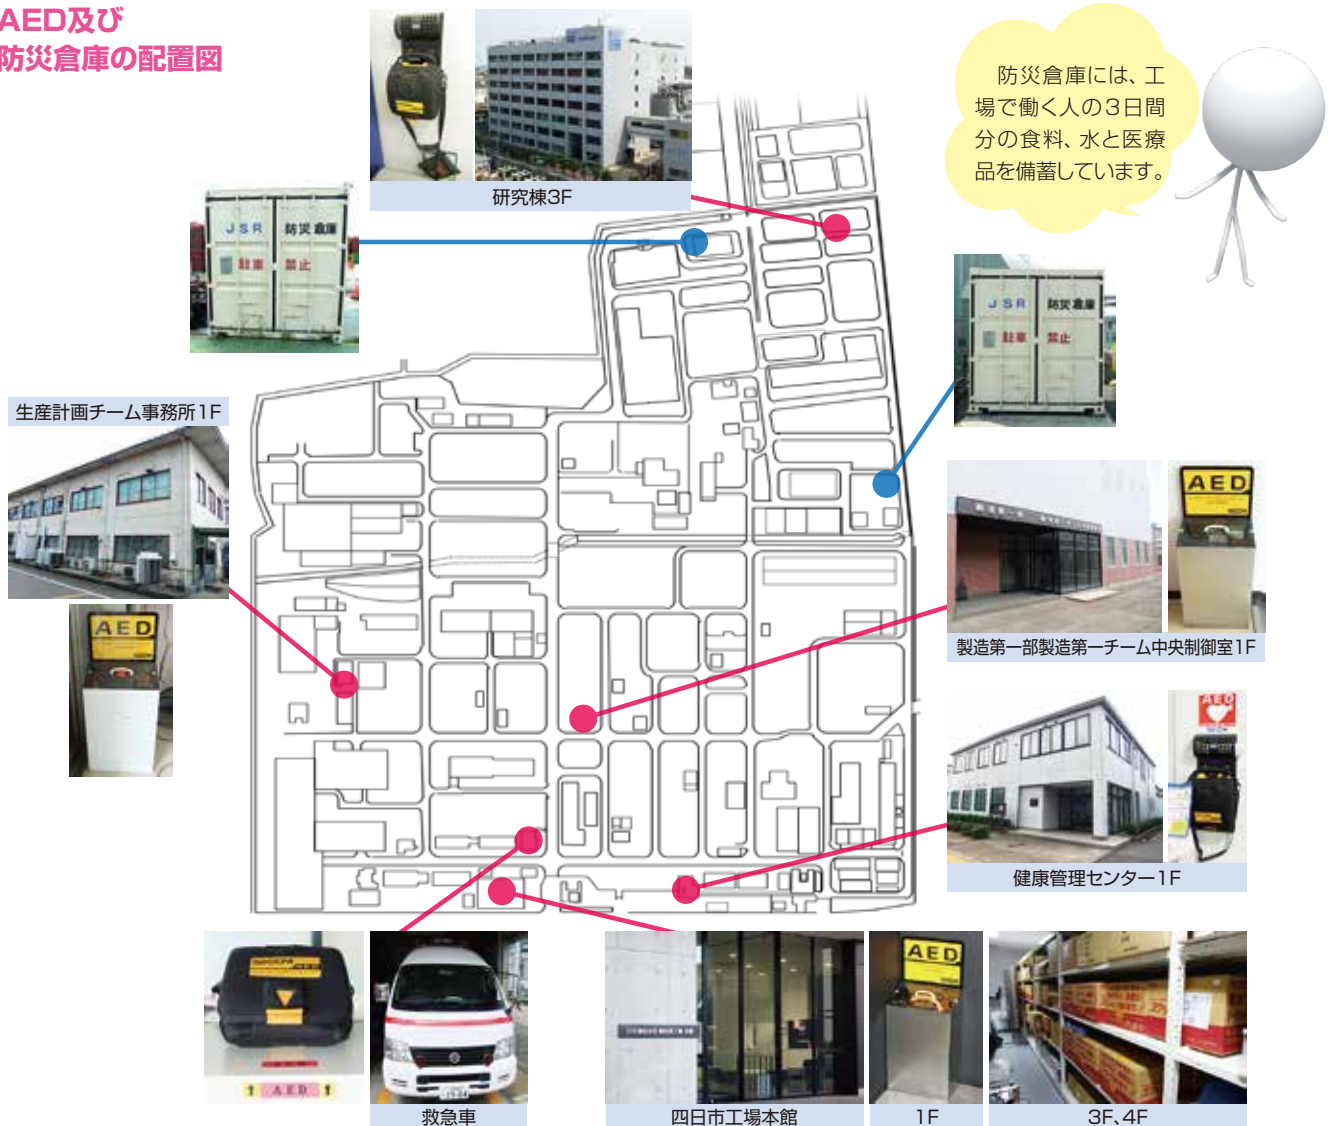 AED及び
防災倉庫の配置図
防災倉庫には、工
場で働く人の3日間
分の食料、水と医療
品を備蓄しています。
研究棟3F
JSR 防災倉庫
駐車 禁止
JSR 防災倉庫
駐車 禁止
生産計画チーム事務所1F
AED
AED
製造第一部製造第一チーム中央制御室1F
AED
健康管理センター1F
AED
AED
救急車
四日市工場本館
AED
1F
3F、4F